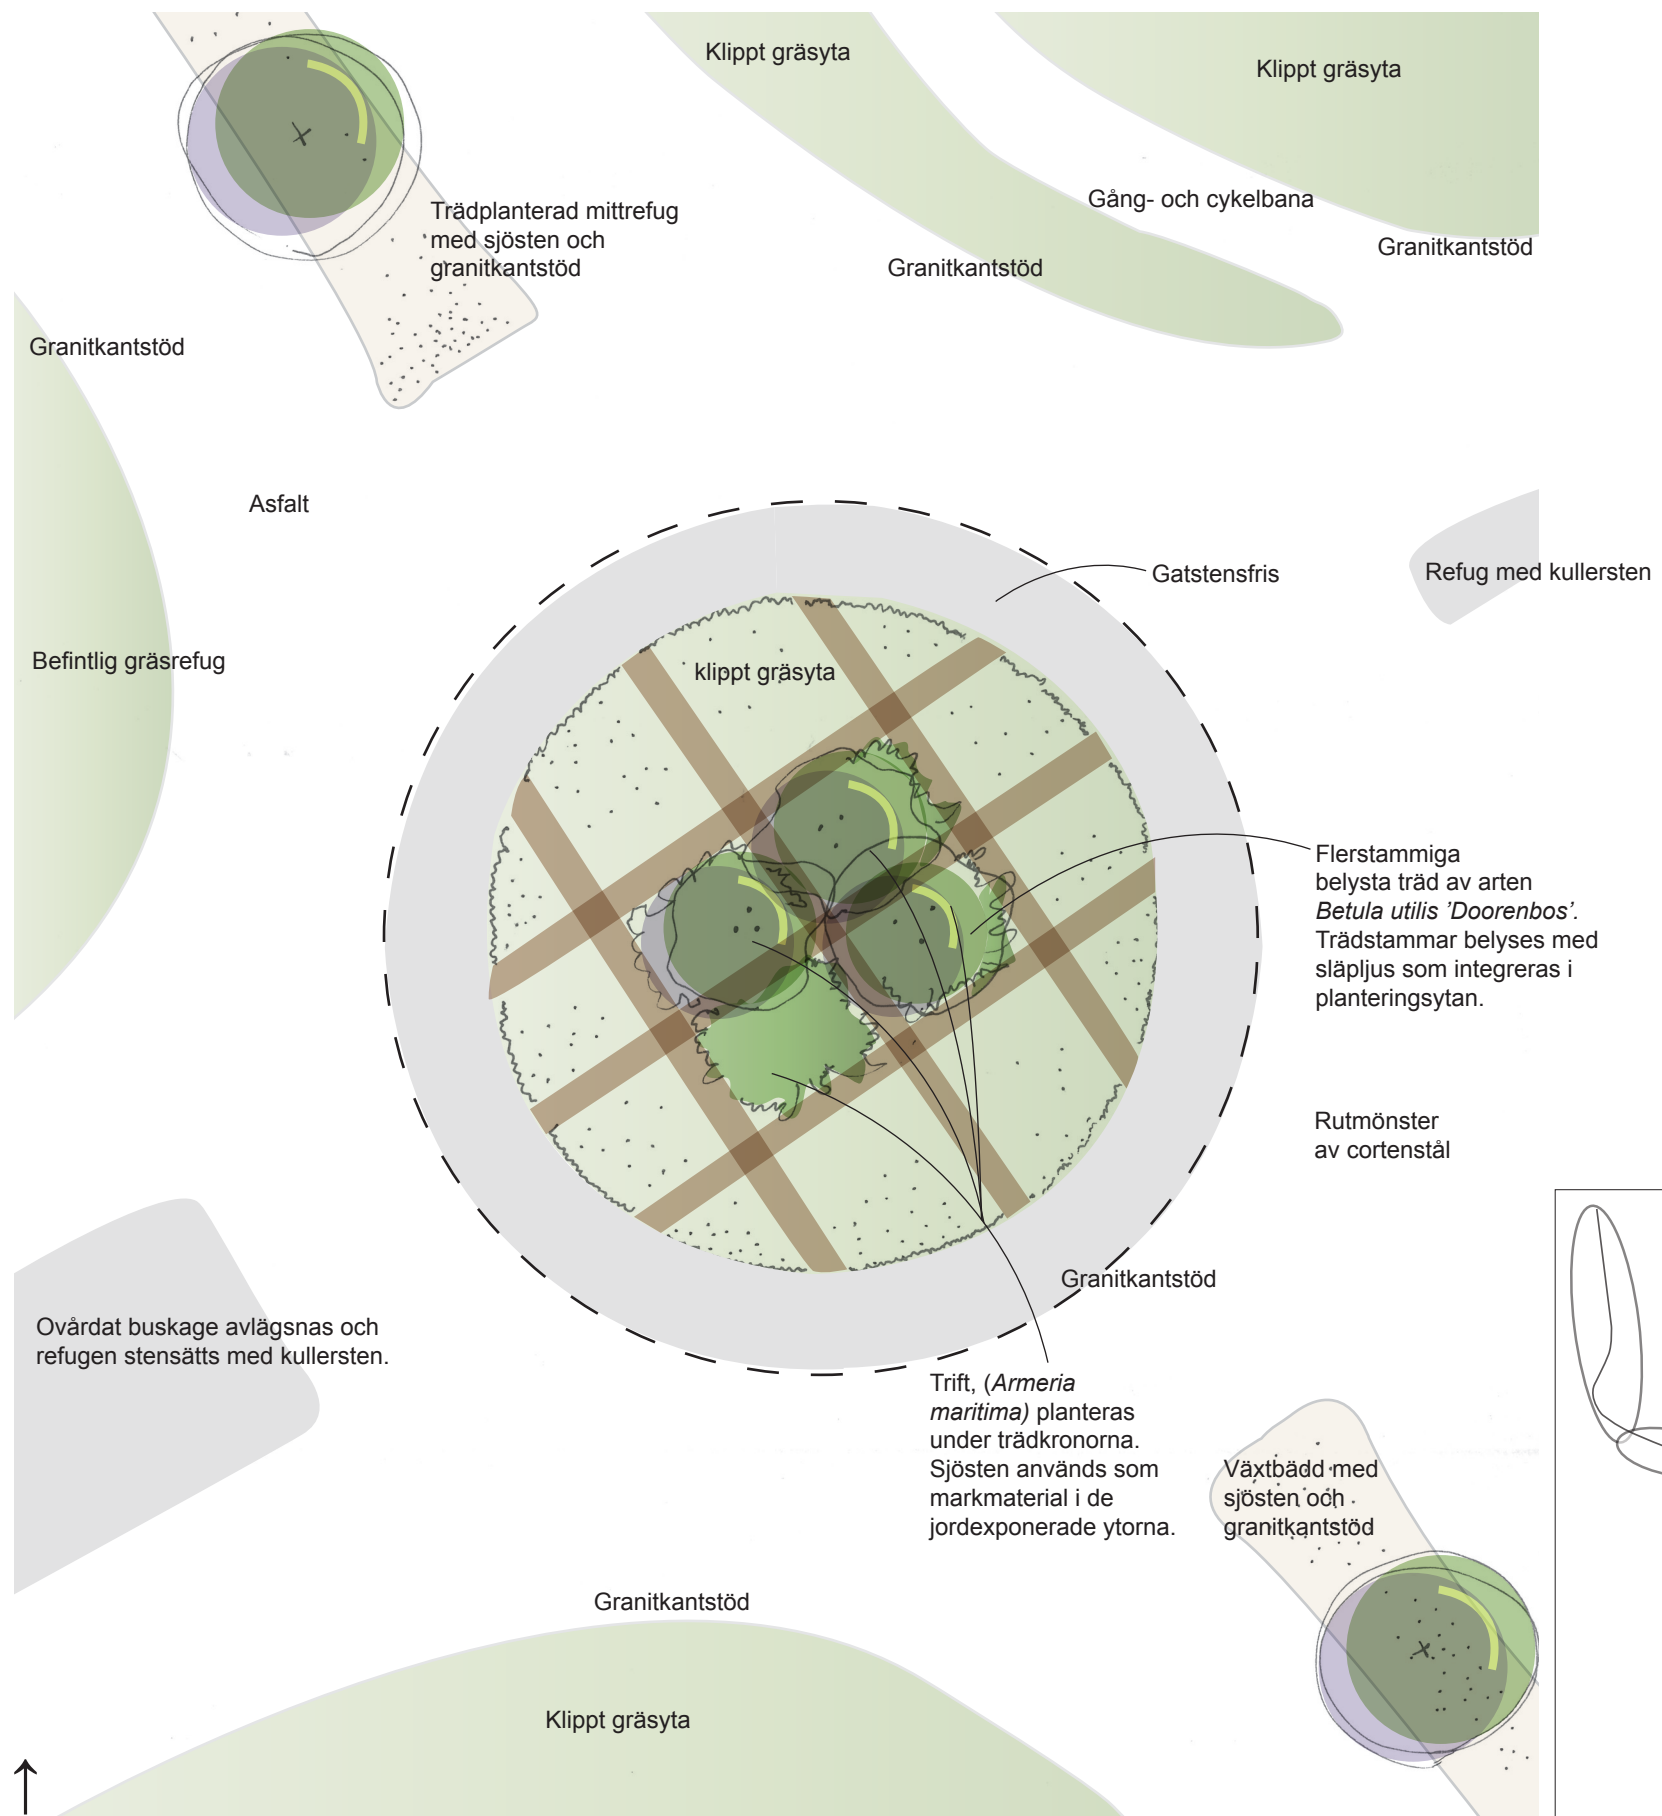 Klippt gräsyta
Klippt gräsyta
Trädplanterad mittrefug
med sjösten och
granitkantstöd
Gång- och cykelbana
Granitkantstöd
Granitkantstöd
Granitkantstöd
Asfalt
Gatstensfris
Refug med kullersten
Befintlig gräsrefug
klippt gräsyta
Flerstammiga
belysta träd av arten
Betula utilis ’Doorenbos’.
Trädstammar belyses med
släpljus som integreras i
planteringsytan.
Rutmönster
av cortenstål
Granitkantstöd
Ovårdat buskage avlägsnas och
refugen stensätts med kullersten.
Trift, (Armeria
maritima) planteras
under trädkronorna.
Sjösten används som
markmaterial i de
jordexponerade ytorna.
Växtbädd med
sjösten och
granitkantstöd
Granitkantstöd
Klippt gräsyta